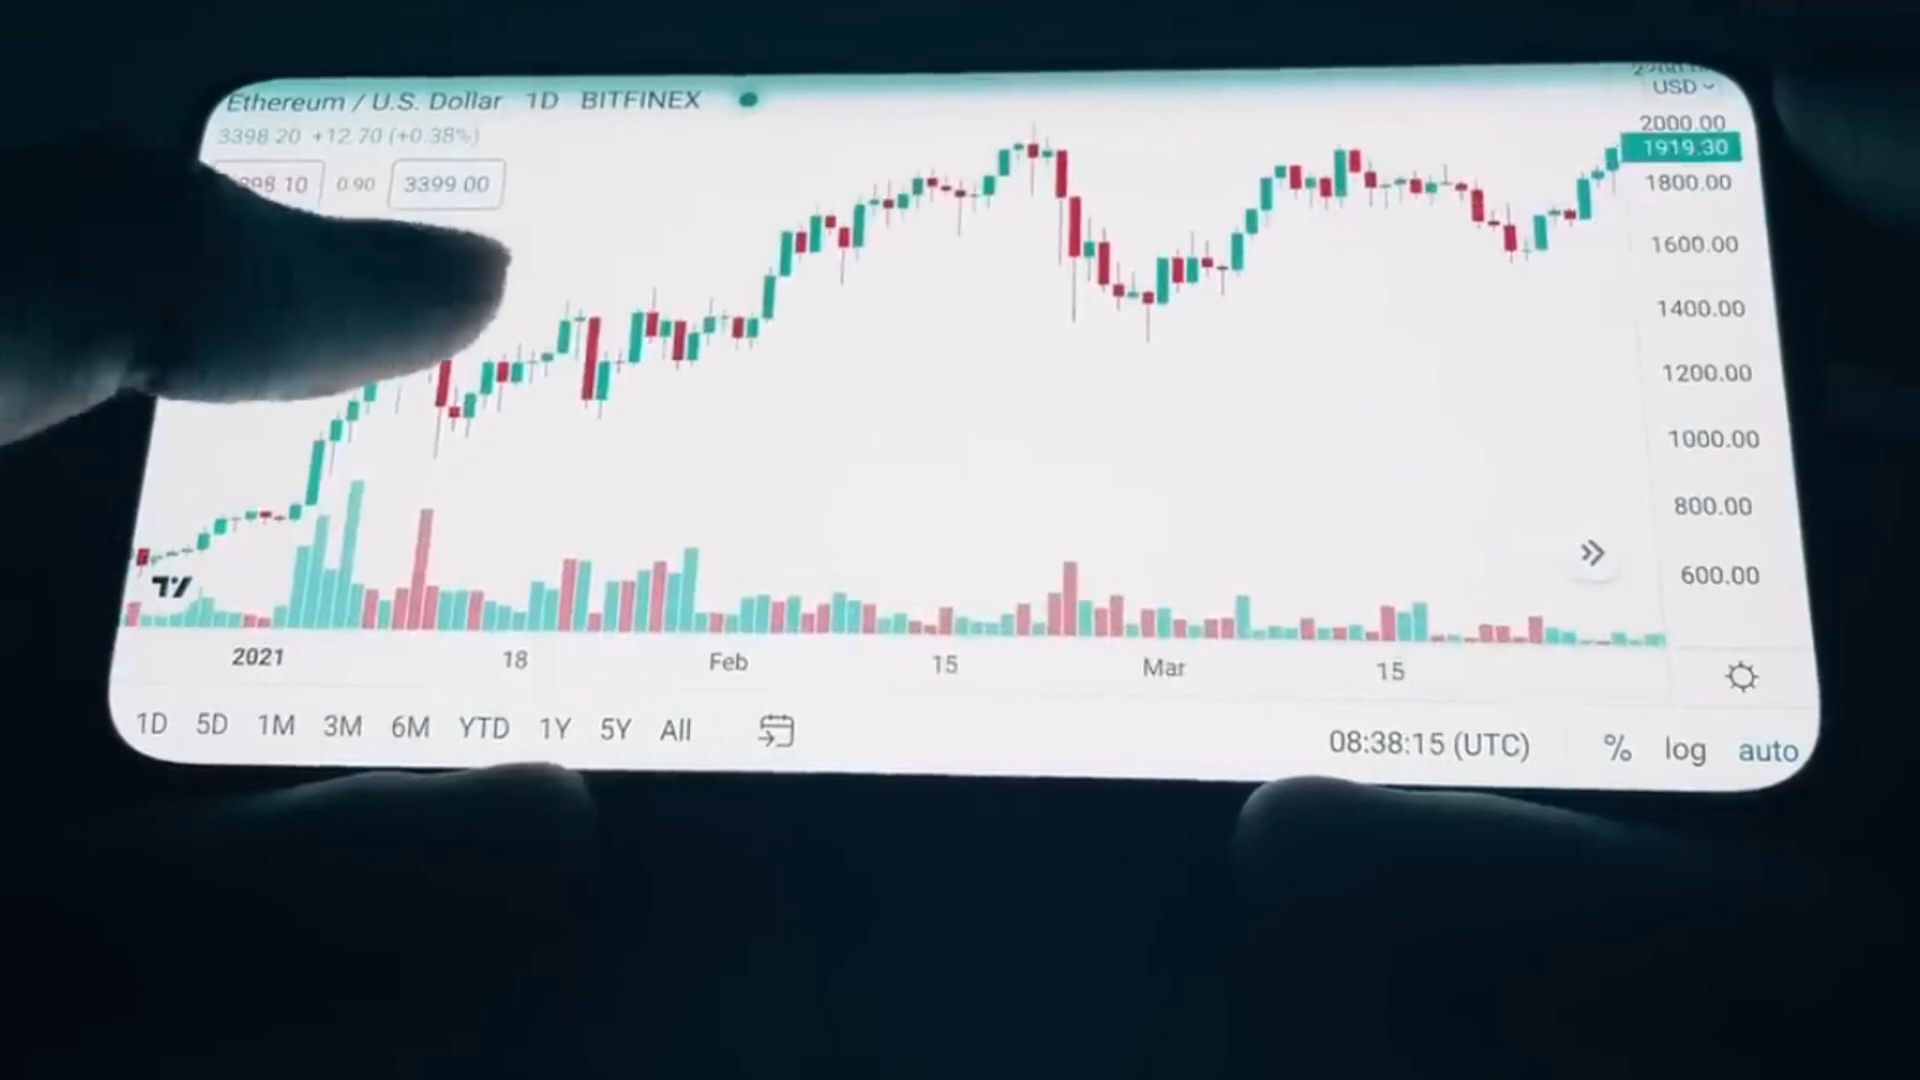 Ethereum / U.S. Dollar 1D BITFINEX
USD
3398.20 +12.70 (+0.38%)
2000.00
1919.30
98.10 0.90 3399.00
1800.00
1600.00
1400.00
1200.00
1000.00
800.00
600.00
2021 18 Feb 15 Mar 15
1D 5D 1M 3M 6M YTD 1Y 5Y All
08:38:15 (UTC) % log auto